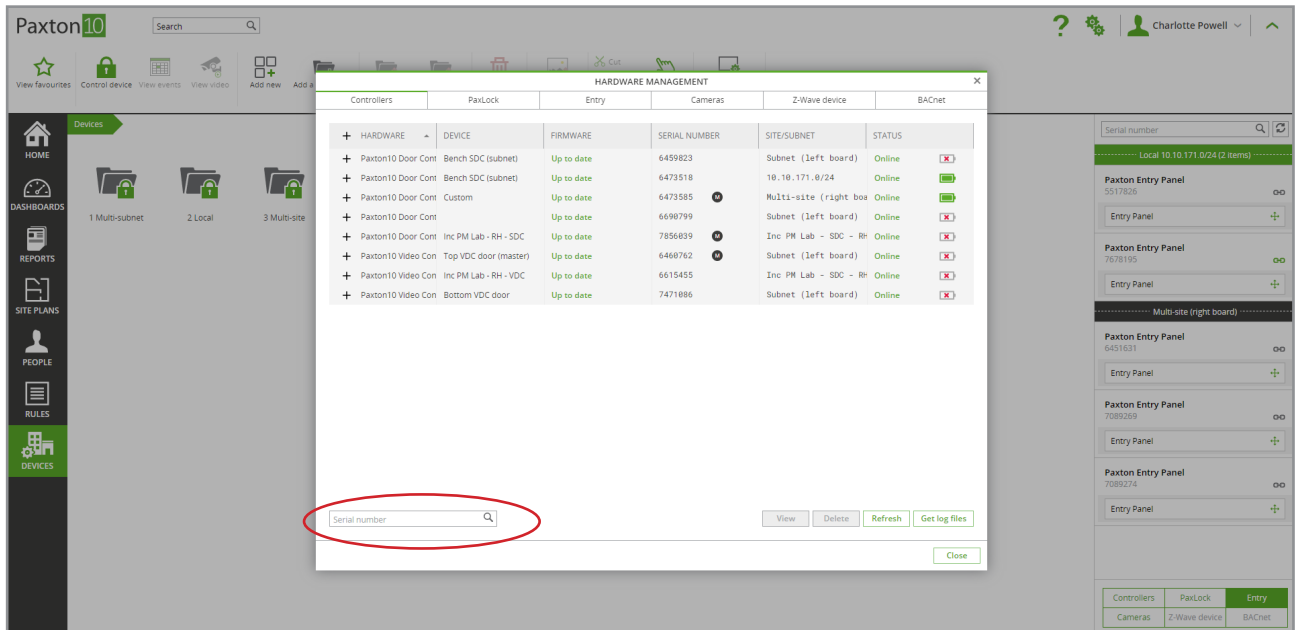 Paxton10
Search
? Charlotte Powell
View favourites Control device View events View video Add new Add a
Cut
HARDWARE MANAGEMENT ×
Controllers PaxLock Entry Cameras Z-Wave device BACnet
+ HARDWARE DEVICE FIRMWARE SERIAL NUMBER SITE/SUBNET STATUS
+ Paxton10 Door Cont Bench SDC (subnet) Up to date 6459823 Subnet (left board) Online
+ Paxton10 Door Cont Bench SDC (subnet) Up to date 6473518 10.10.171.0/24 Online
+ Paxton10 Door Cont Custom Up to date 6473585 M Multi-site (right boa Online
+ Paxton10 Door Cont Up to date 6690799 Subnet (left board) Online
+ Paxton10 Door Cont Inc PM Lab - RH - SDC Up to date 7856039 M Inc PM Lab - SDC - RH Online
+ Paxton10 Video Con Top VDC door (master) Up to date 6460762 M Subnet (left board) Online
+ Paxton10 Video Con Inc PM Lab - RH - VDC Up to date 6615455 Inc PM Lab - SDC - RH Online
+ Paxton10 Video Con Bottom VDC door Up to date 7471086 Subnet (left board) Online
Serial number
View Delete Refresh Get log files
Close
HOME
DASHBOARDS
REPORTS
SITE PLANS
PEOPLE
RULES
DEVICES
Devices
1 Multi-subnet 2 Local 3 Multi-site
Serial number
Local 10.10.171.0/24 (2 items)
Paxton Entry Panel
5517826
Entry Panel
Paxton Entry Panel
7678195
Entry Panel
Multi-site (right board)
Paxton Entry Panel
6451631
Entry Panel
Paxton Entry Panel
7089269
Entry Panel
Paxton Entry Panel
7089274
Entry Panel
Controllers PaxLock Entry
Cameras Z-Wave device BACnet